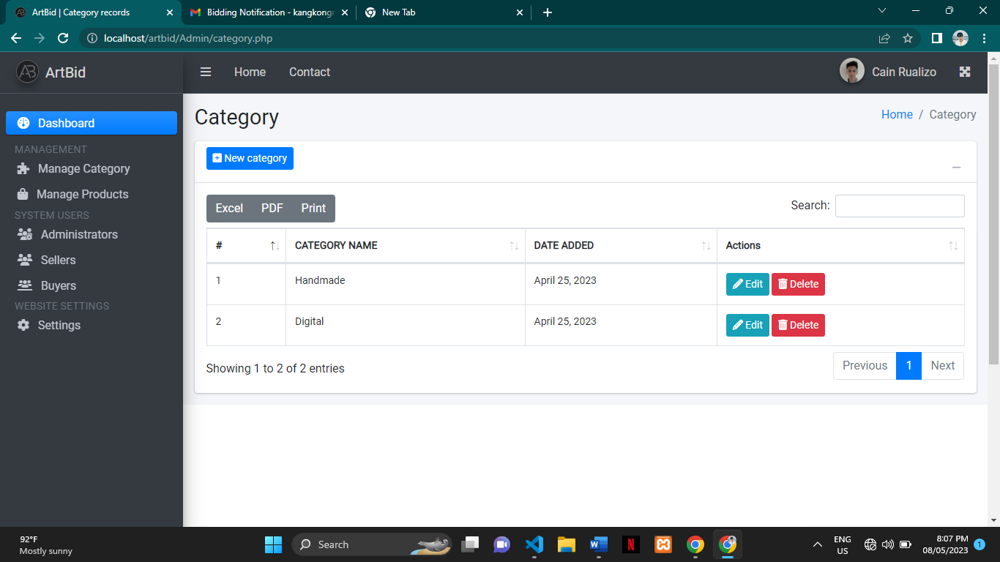 ArtBid | Category records
Bidding Notification - kangkongr
New Tab
localhost/artbid/Admin/category.php
AB ArtBid
Home
Contact
Cain Rualizo
Dashboard
MANAGEMENT
Manage Category
Manage Products
SYSTEM USERS
Administrators
Sellers
Buyers
WEBSITE SETTINGS
Settings
Category
Home / Category
New category
Excel PDF Print
Search:
# CATEGORY NAME DATE ADDED Actions
1 Handmade April 25, 2023 Edit Delete
2 Digital April 25, 2023 Edit Delete
Showing 1 to 2 of 2 entries
Previous 1 Next
92°F
Mostly sunny
Search
ENG
US
8:07 PM
08/05/2023
1